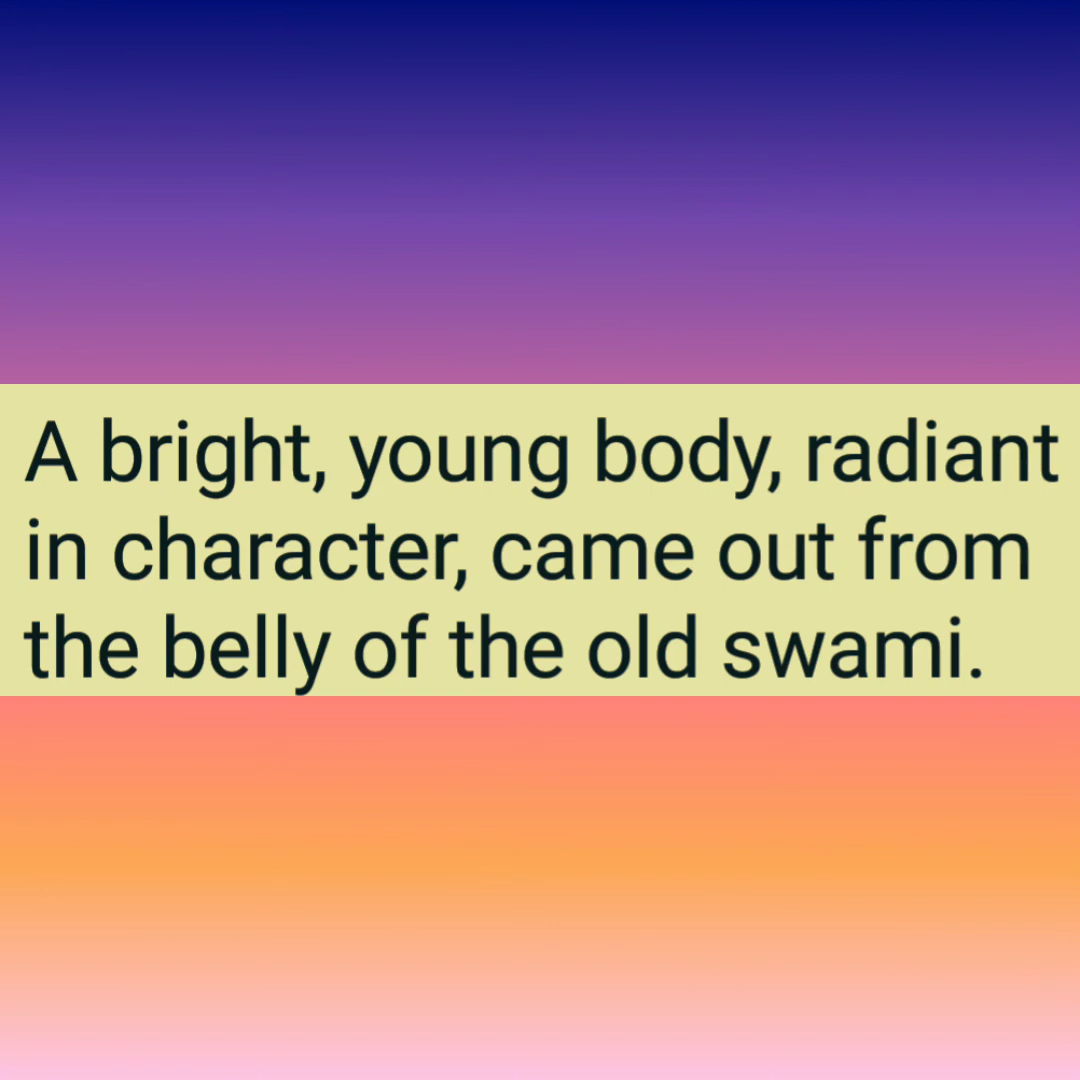 A bright, young body, radiant
in character, came out from
the belly of the old swami.